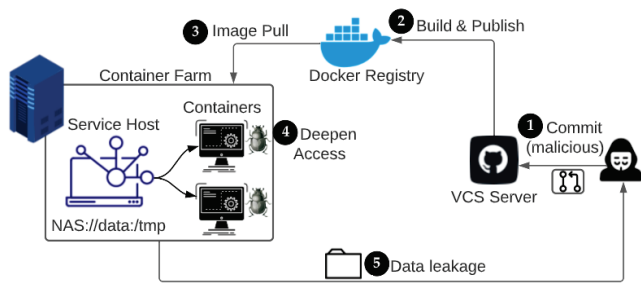 3 Image Pull
2 Build & Publish
Docker Registry
Container Farm
Containers
Service Host
4 Deepen
Access
1 Commit
(malicious)
VCS Server
NAS://data:/tmp
5 Data leakage